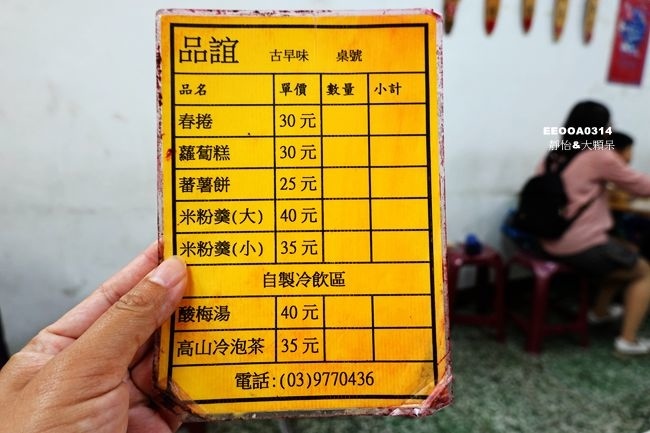 品誼 古早味 桌號
品名 單價 數量 小計
春捲 30元
蘿蔔糕 30元
蕃薯餅 25元
米粉羹(大) 40元
米粉羹(小) 35元
自製冷飲區
酸梅湯 40元
高山冷泡茶 35元
電話:(03)9770436
EEOOA0314
靜怡&大顆呆